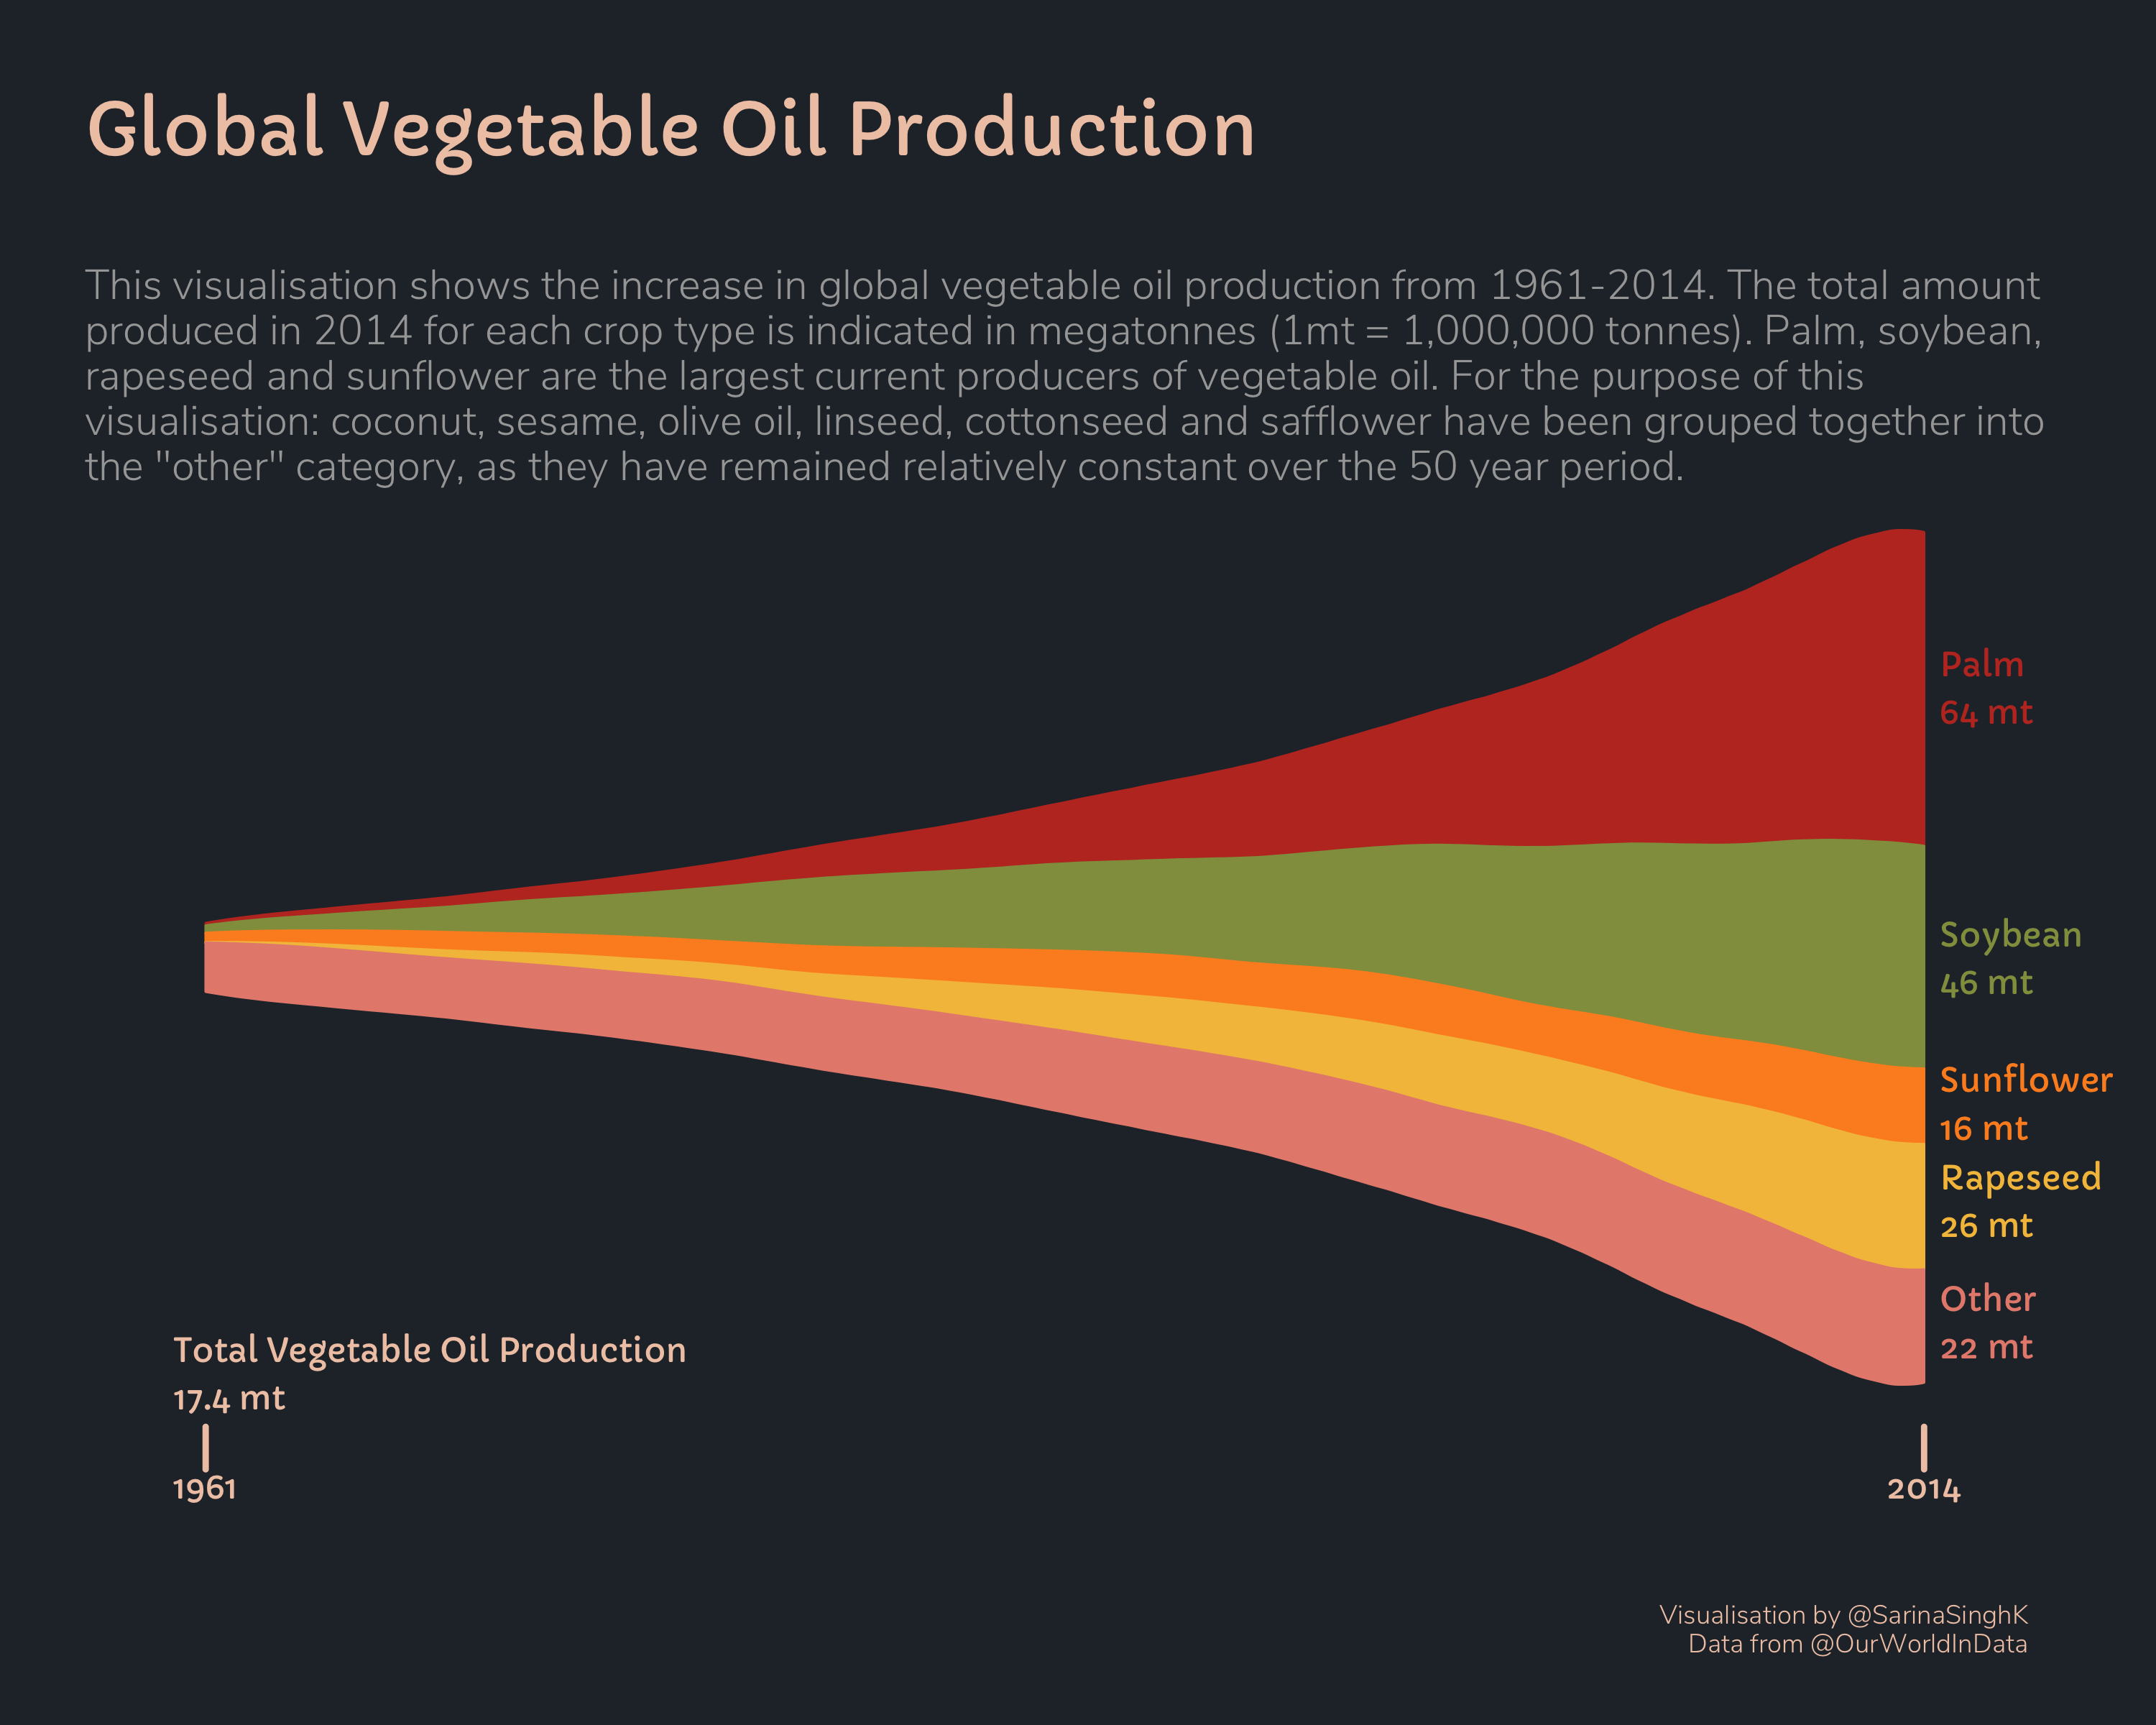 Global Vegetable Oil Production
This visualisation shows the increase in global vegetable oil production from 1961-2014. The total amount
produced in 2014 for each crop type is indicated in megatonnes (1mt = 1,000,000 tonnes). Palm, soybean,
rapeseed and sunflower are the largest current producers of vegetable oil. For the purpose of this
visualisation: coconut, sesame, olive oil, linseed, cottonseed and safflower have been grouped together into
the "other" category, as they have remained relatively constant over the 50 year period.
Palm
64 mt
Soybean
46 mt
Sunflower
16 mt
Rapeseed
26 mt
Other
22 mt
Total Vegetable Oil Production
17.4 mt
1961
2014
Visualisation by @SarinaSinghK
Data from @OurWorldInData